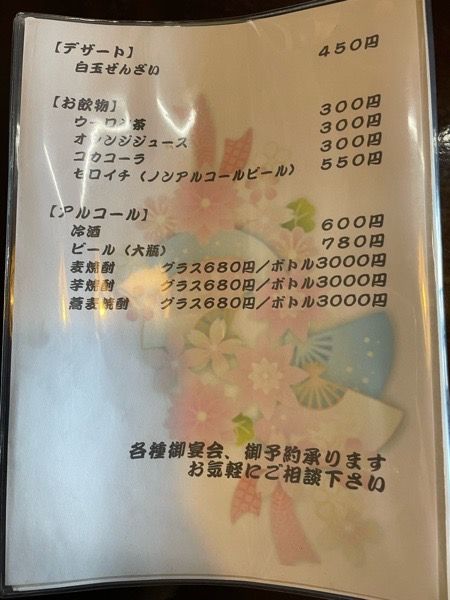 【デザート】 450円
白玉ぜんざい
【お飲物】
ウーロン茶 300円
オレンジジュース 300円
コカコーラ 300円
ゼロイチ(ノンアルコールビール) 550円
【アルコール】
冷酒 600円
ビール(大瓶) 780円
麦焼酎 グラス680円/ボトル3000円
芋焼酎 グラス680円/ボトル3000円
蕎麦焼酎 グラス680円/ボトル3000円
各種御宴会、御予約承ります
お気軽にご相談下さい